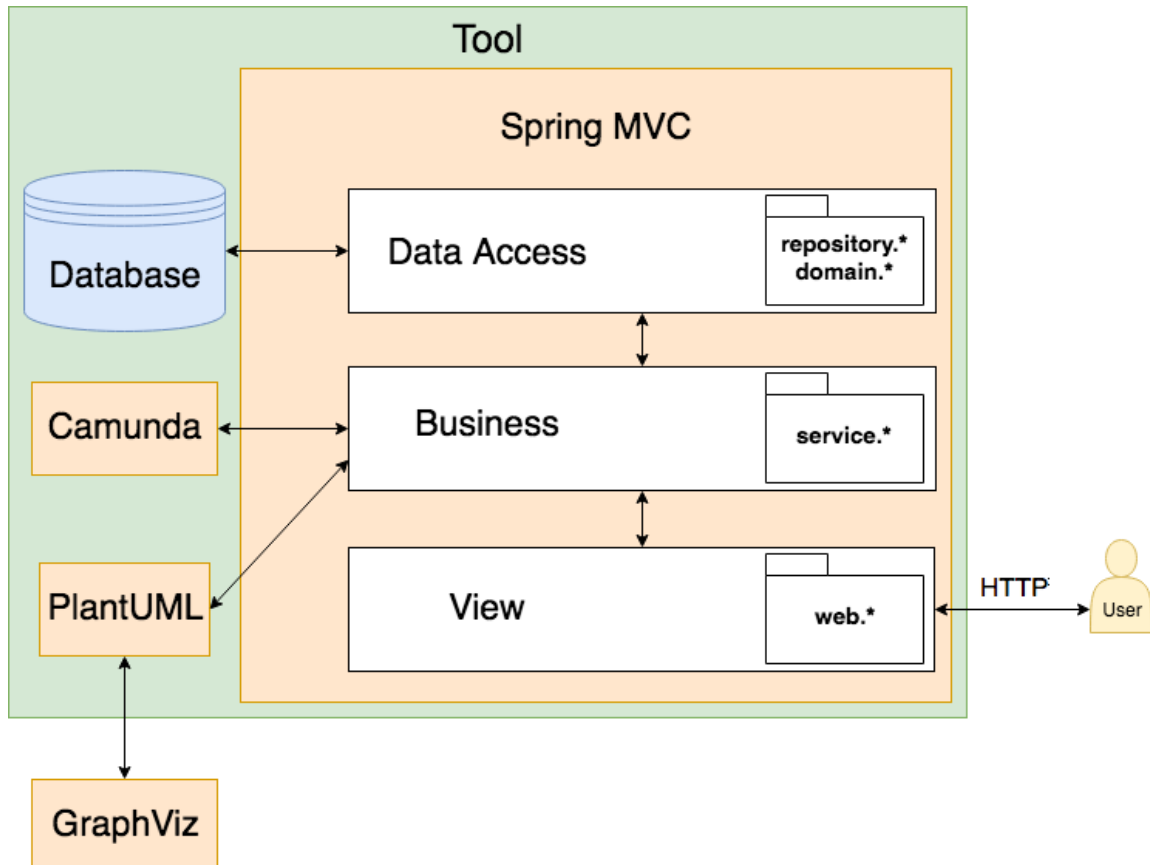 Tool
Spring MVC
Database
Data Access
repository.*
domain.*
Camunda
Business
service.*
PlantUML
View
web.*
HTTP:
User
GraphViz